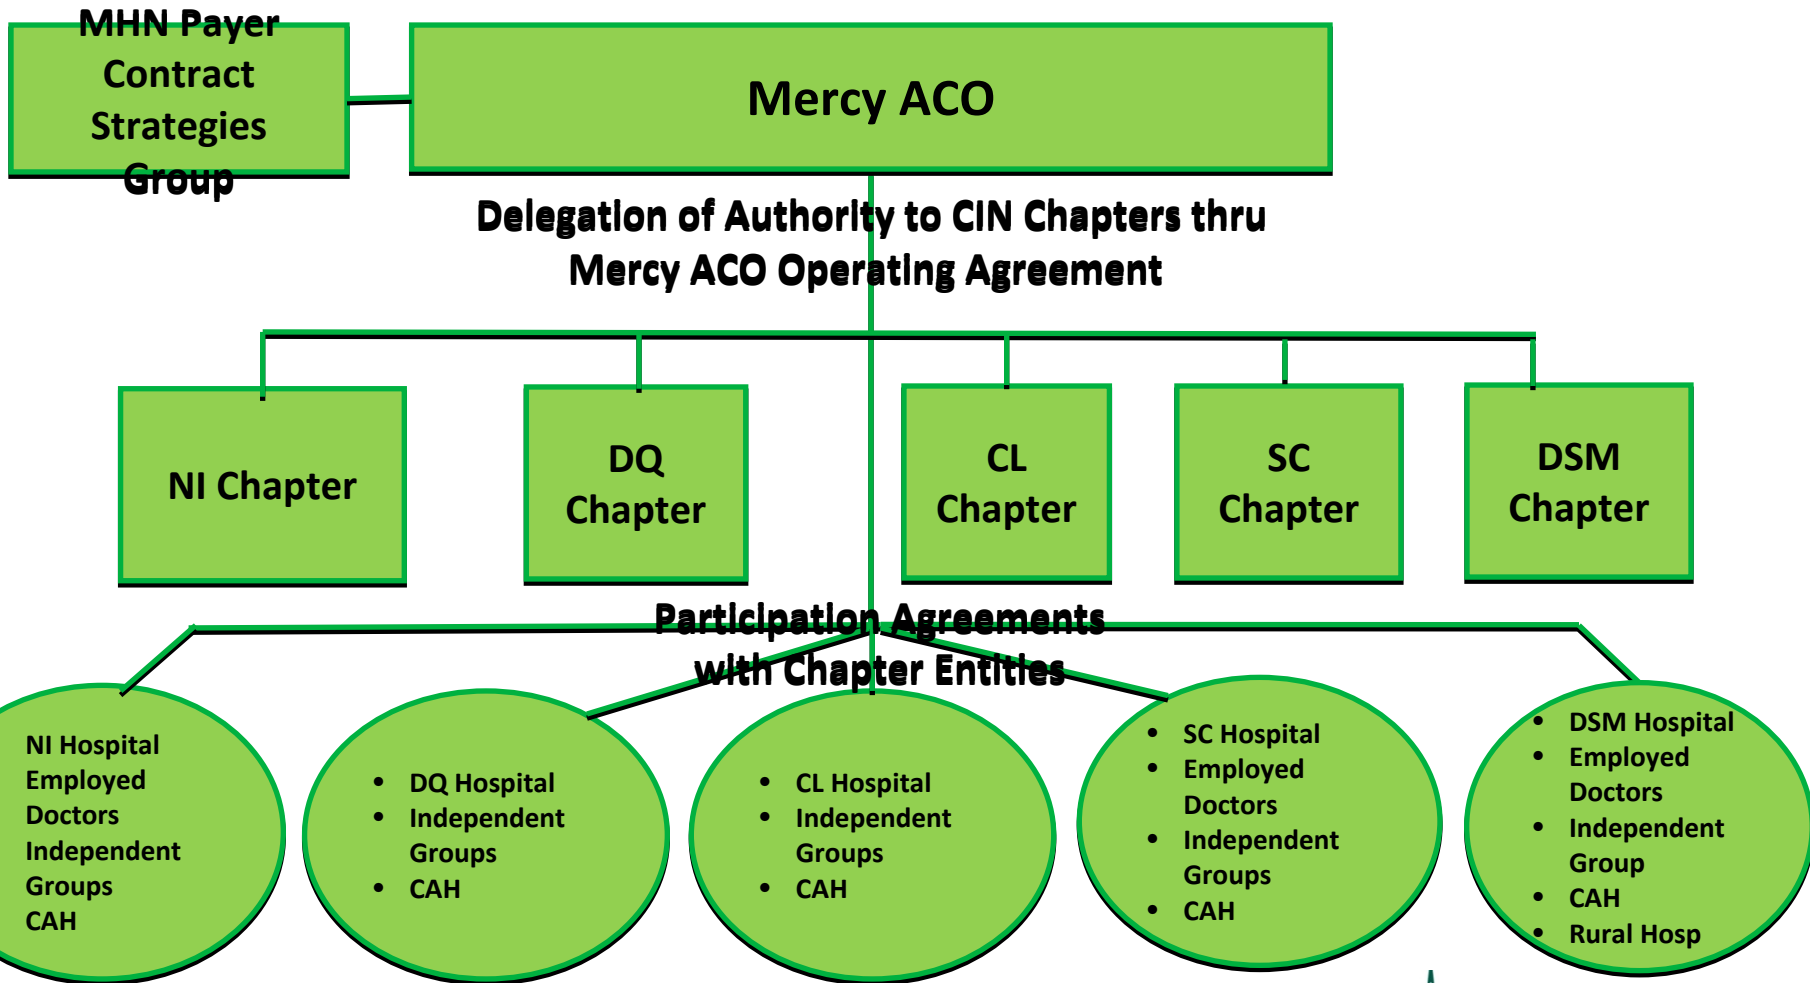 MHN Payer
Contract
Strategies
Group
Mercy ACO
Delegation of Authority to CIN Chapters thru
Mercy ACO Operating Agreement
NI Chapter
DQ
Chapter
CL
Chapter
SC
Chapter
DSM
Chapter
Participation Agreements
with Chapter Entities
NI Hospital
Employed
Doctors
Independent
Groups
CAH
• DQ Hospital
• Independent
Groups
• CAH
• CL Hospital
• Independent
Groups
• CAH
• SC Hospital
• Employed
Doctors
• Independent
Groups
• CAH
• DSM Hospital
• Employed
Doctors
• Independent
Group
• CAH
• Rural Hosp